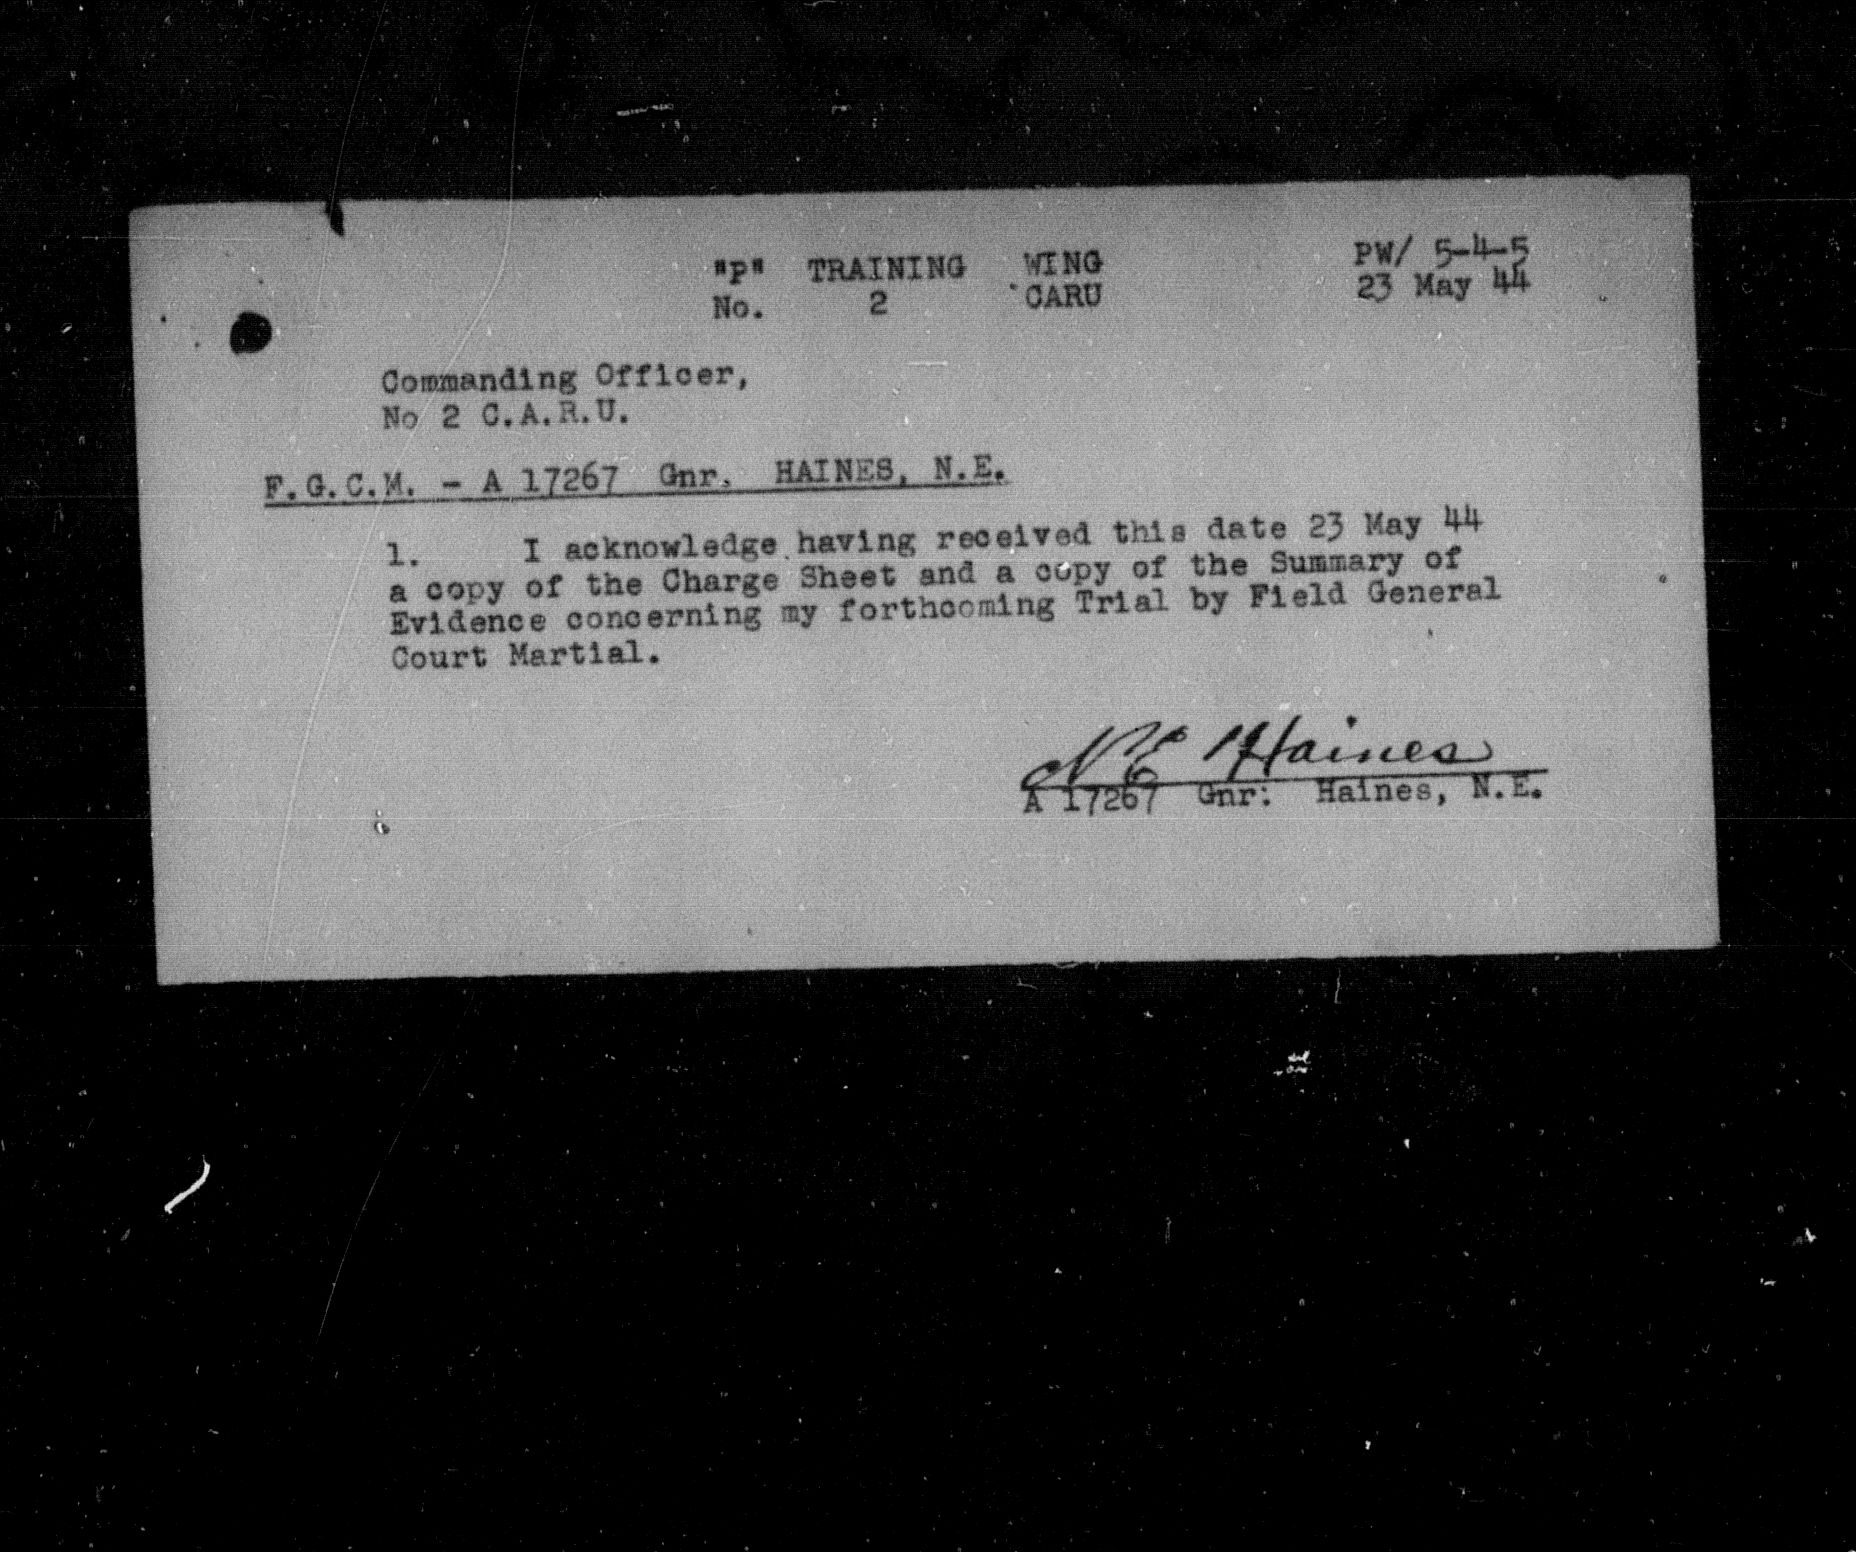 "P" TRAINING WING
No. 2 CARU
PW/ 5-4-5
23 May 44
Commanding Officer,
No 2 C.A.R.U.
F.G.C.M. - A 17267 Gnr. HAINES, N.E.
1. I acknowledge having received this date 23 May 44
a copy of the Charge Sheet and a copy of the Summary of
Evidence concerning my forthcoming Trial by Field General
Court Martial.
N E Haines
A 17267 Gnr: Haines, N.E.